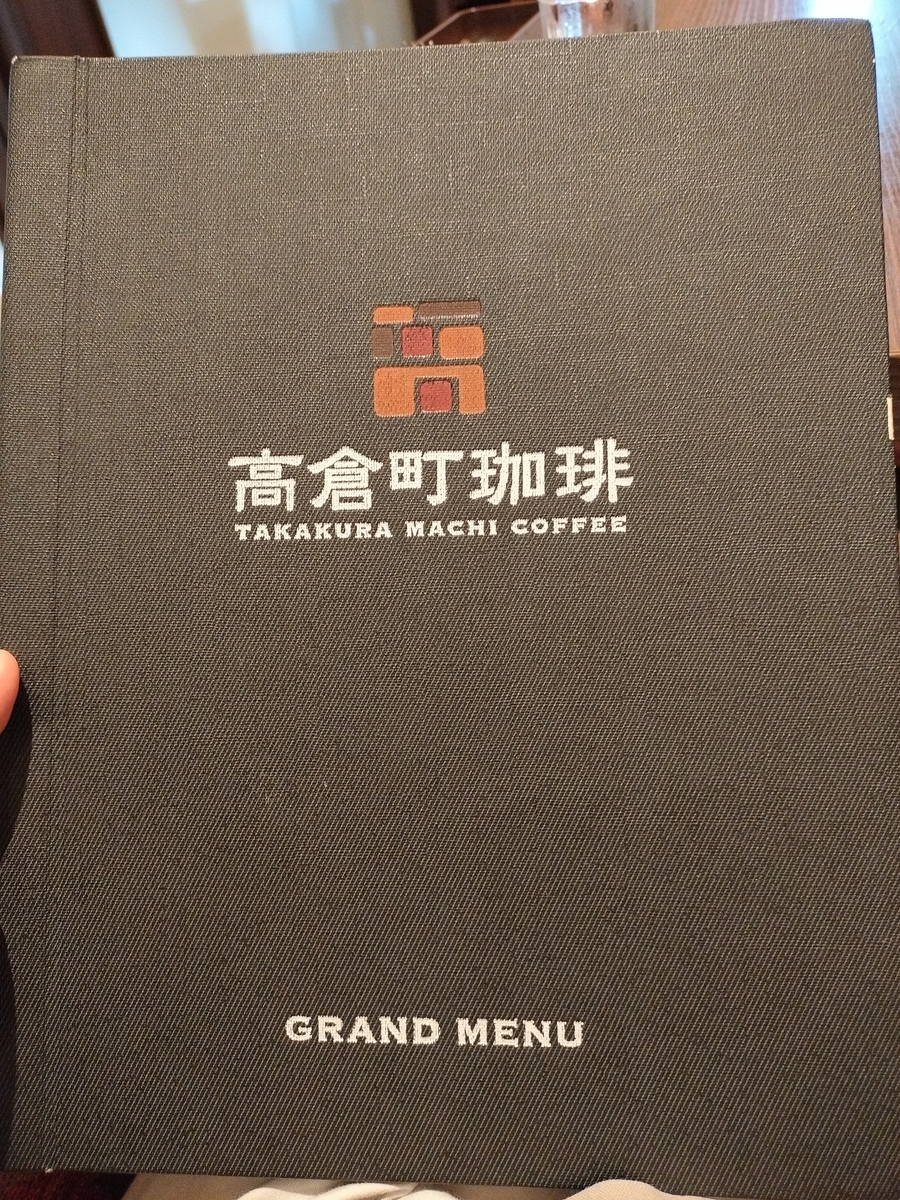 高倉町珈琲
TAKAKURA MACHI COFFEE
GRAND MENU